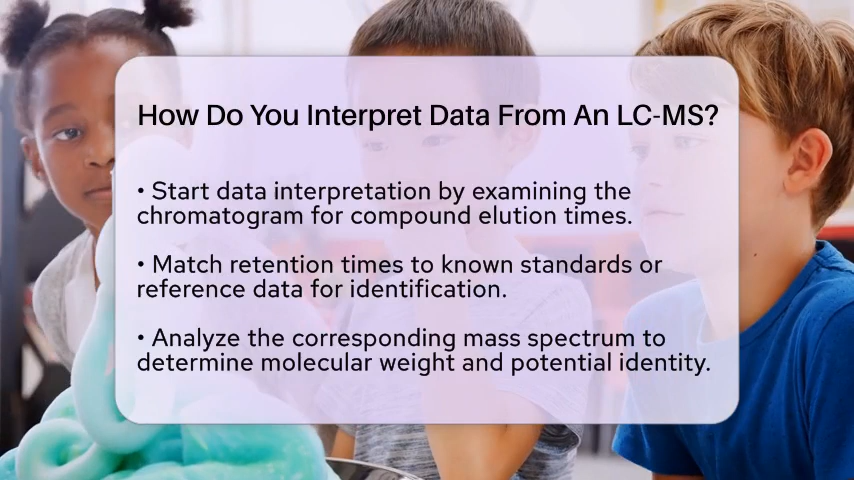 How Do You Interpret Data From An LC-MS?
• Start data interpretation by examining the
chromatogram for compound elution times.
• Match retention times to known standards or
reference data for identification.
• Analyze the corresponding mass spectrum to
determine molecular weight and potential identity.